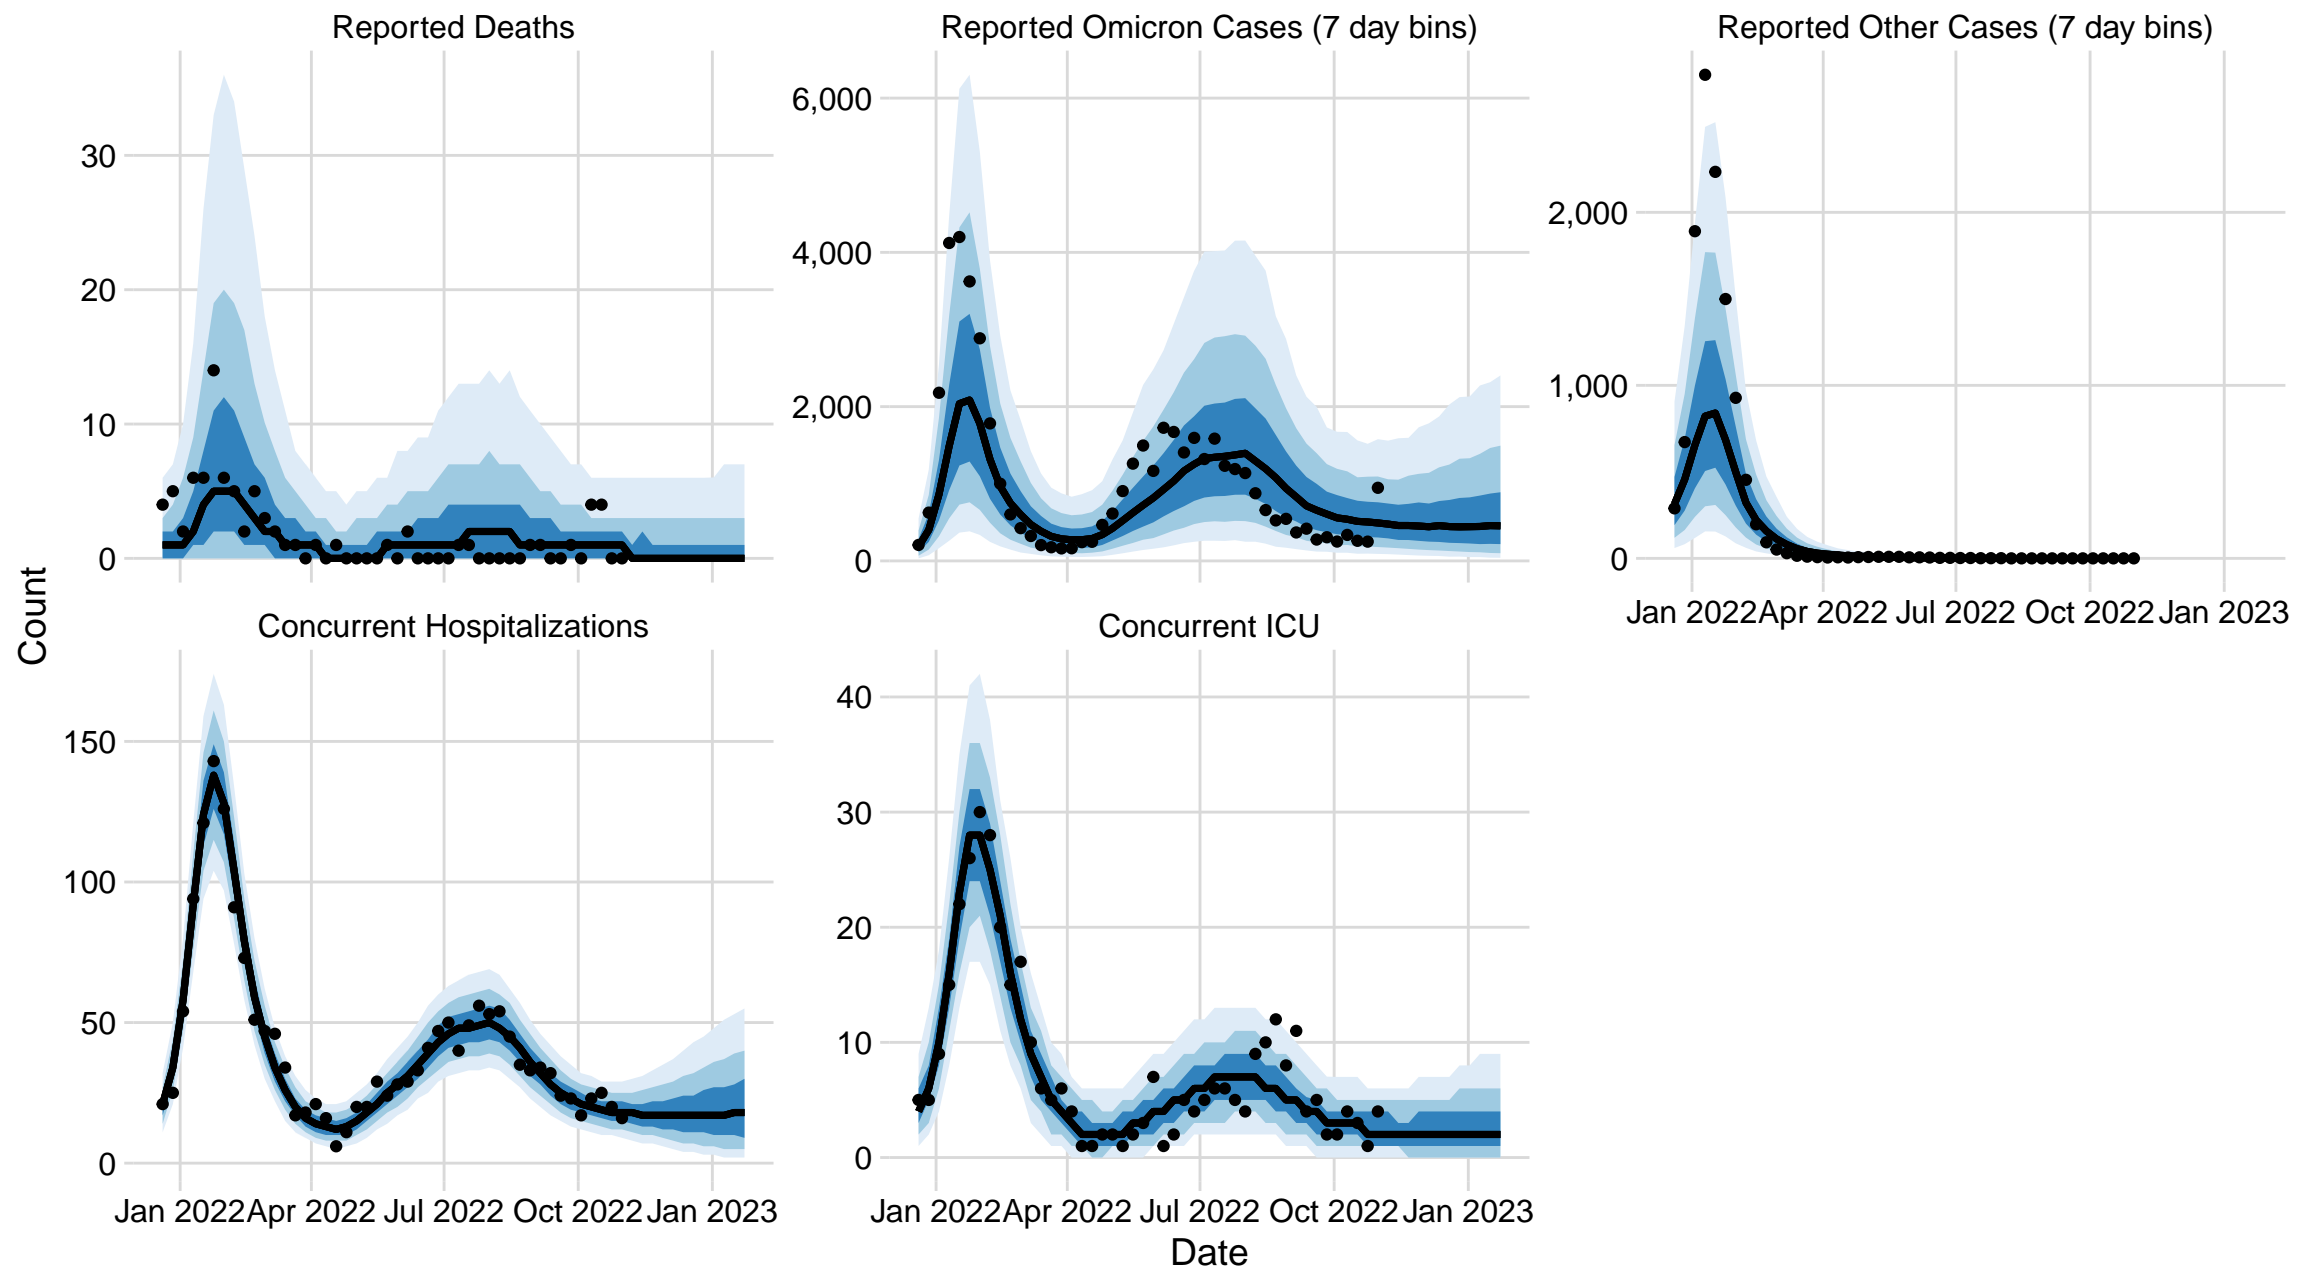 Reported Deaths
Reported Omicron Cases (7 day bins)
Reported Other Cases (7 day bins)
30
20
10
0
6,000
4,000
2,000
0
2,000
1,000
0
Jan 2022 Apr 2022 Jul 2022 Oct 2022 Jan 2023
Count
Concurrent Hospitalizations
Concurrent ICU
150
100
50
0
40
30
20
10
0
Jan 2022 Apr 2022 Jul 2022 Oct 2022 Jan 2023
Jan 2022 Apr 2022 Jul 2022 Oct 2022 Jan 2023
Date